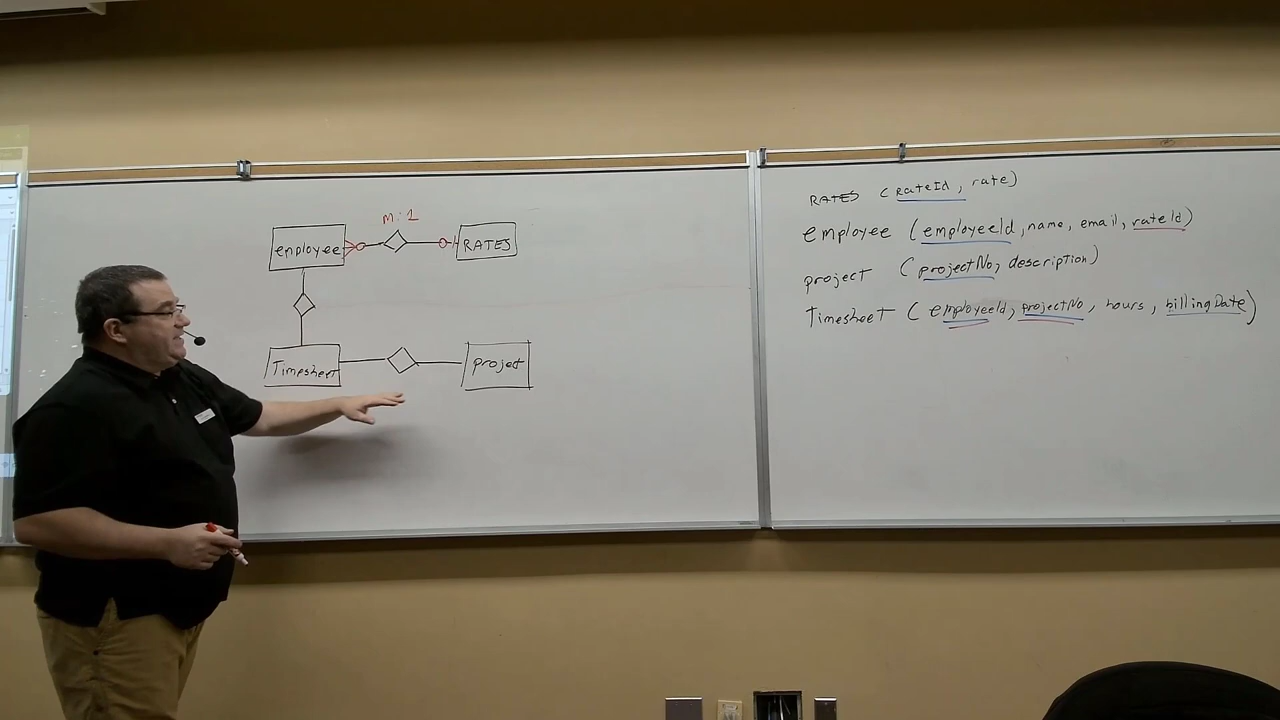 M:1
employee
RATES
Timesheet
project
RATES (rateId, rate)
employee (employeeId, name, email, rateId)
project (projectNo, description)
Timesheet (employeeId, projectNo, hours, billingDate)